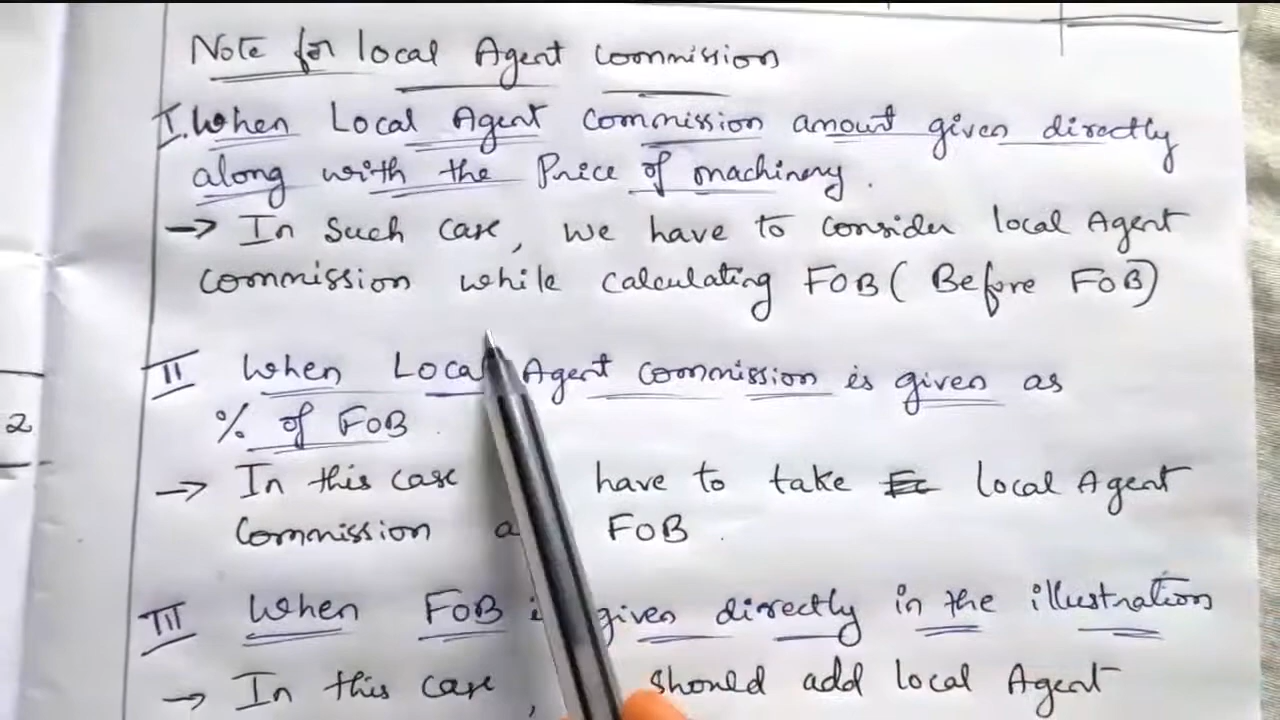 Note for local Agent commission
I. When Local Agent commission amount given directly
along with the Price of machinery.
→ In such case, we have to consider local Agent
commission while calculating FOB (Before FOB)
II When Local Agent commission is given as
% of FOB.
→ In this case have to take local Agent
Commission FOB.
III When FOB given directly in the illustration
→ In this case, should add local Agent
2